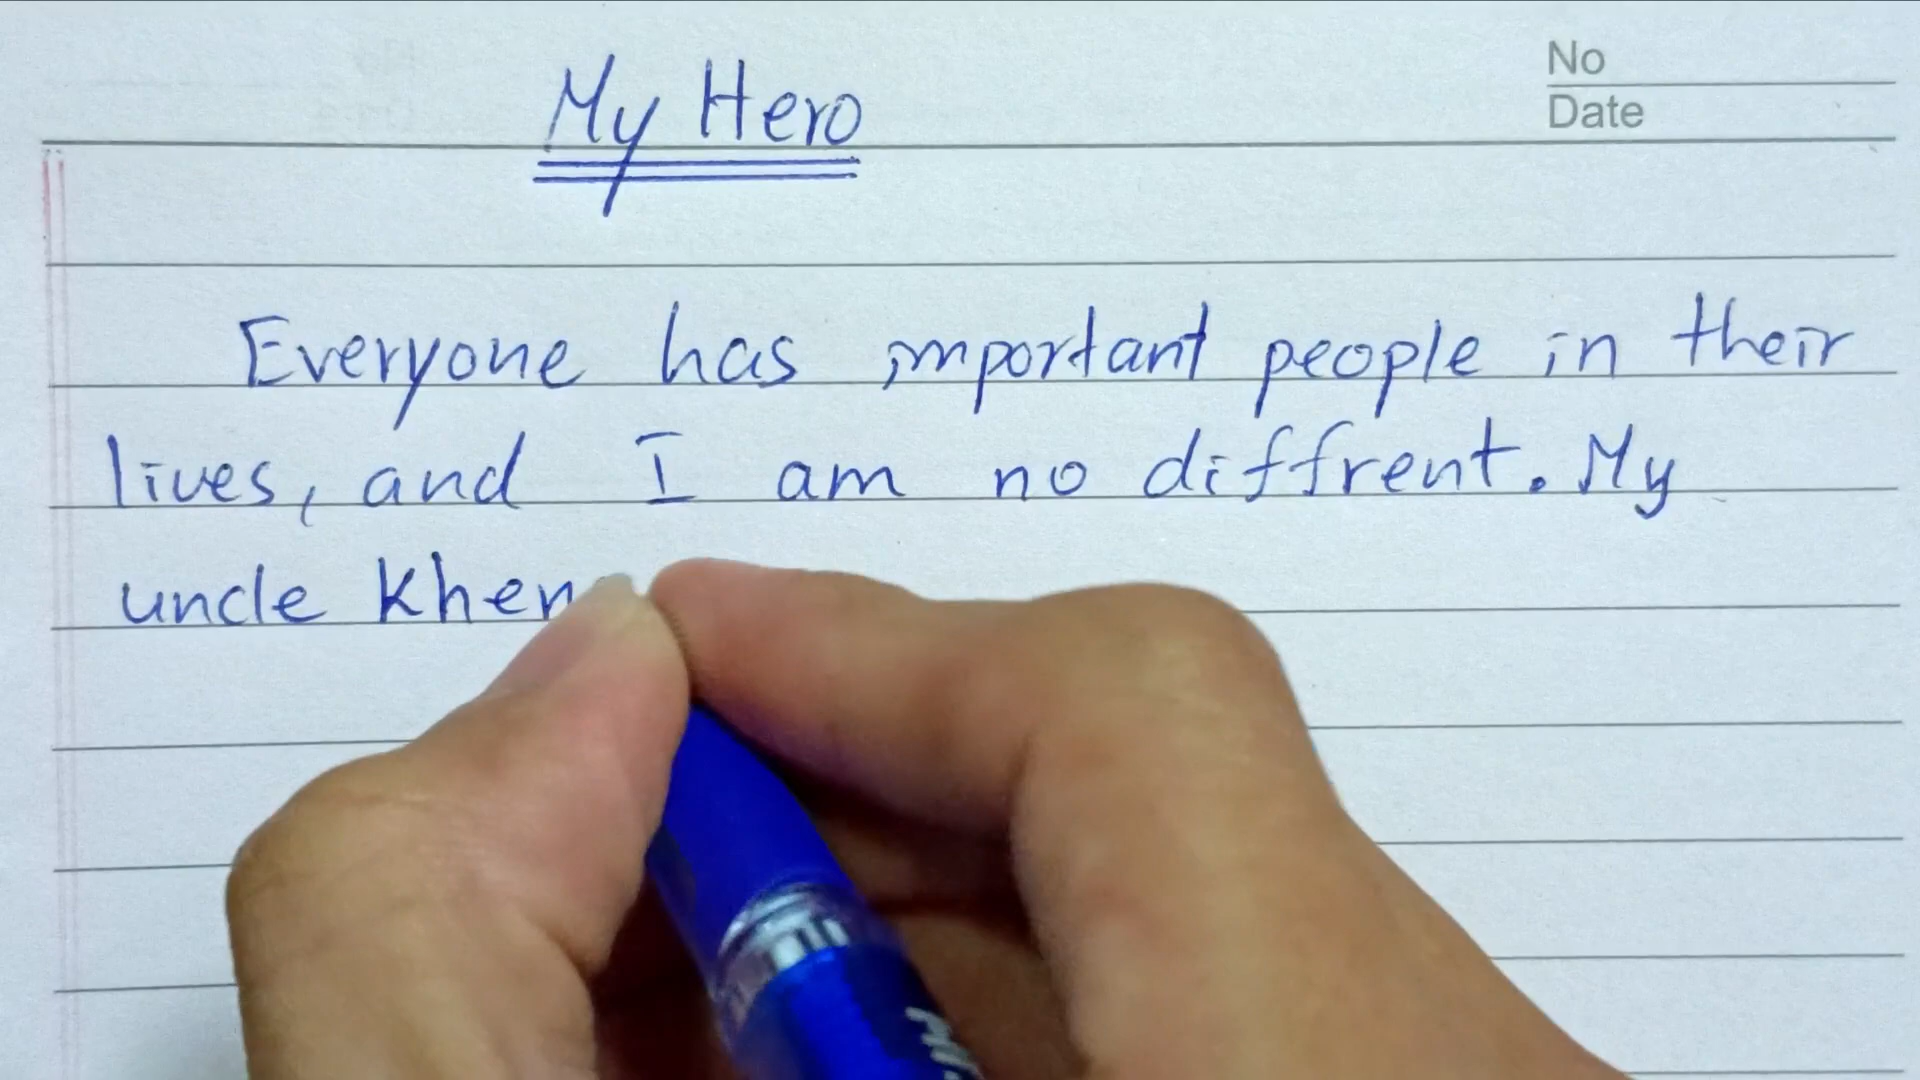 My Hero
No
Date
Everyone has important people in their
lives, and I am no diffrent. My
uncle Khen